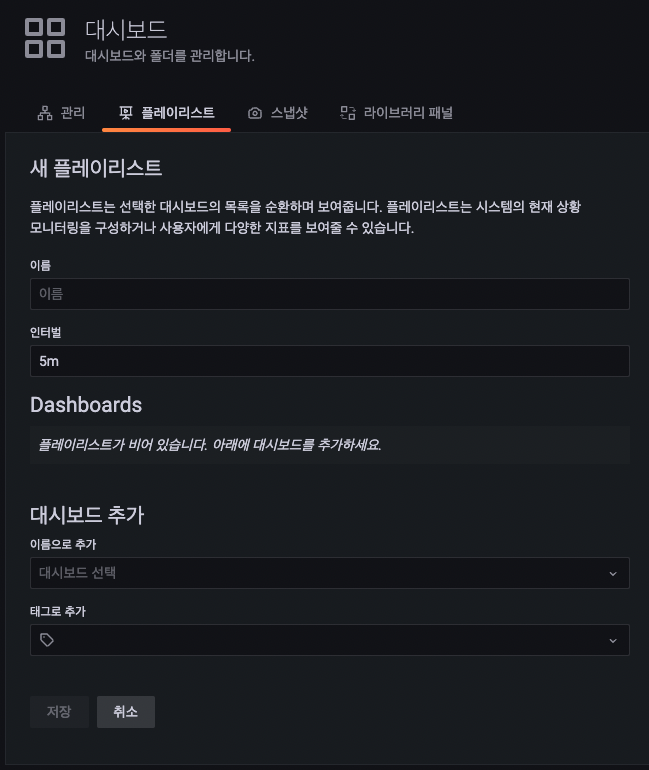 대시보드
대시보드와 폴더를 관리합니다.
관리 플레이리스트 스냅샷 라이브러리 패널
새 플레이리스트
플레이리스트는 선택한 대시보드의 목록을 순환하며 보여줍니다. 플레이리스트는 시스템의 현재 상황
모니터링을 구성하거나 사용자에게 다양한 지표를 보여줄 수 있습니다.
이름
이름
인터벌
5m
Dashboards
플레이리스트가 비어 있습니다. 아래에 대시보드를 추가하세요.
대시보드 추가
이름으로 추가
대시보드 선택
태그로 추가
저장 취소